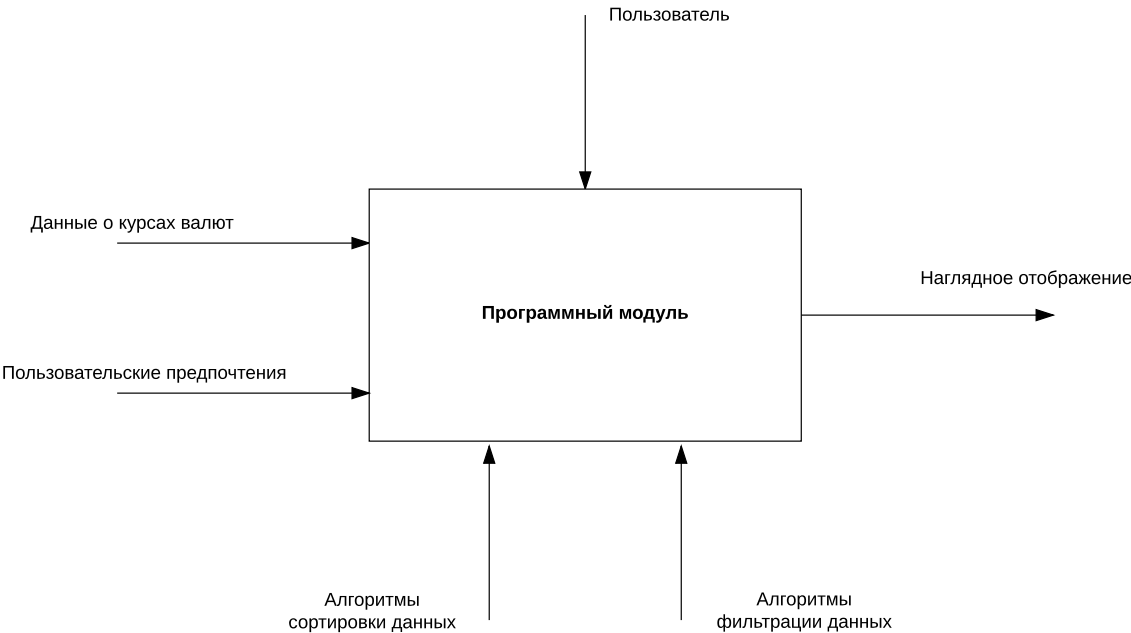 Пользователь
Данные о курсах валют
Наглядное отображение
Программный модуль
Пользовательские предпочтения
Алгоритмы
сортировки данных
Алгоритмы
фильтрации данных